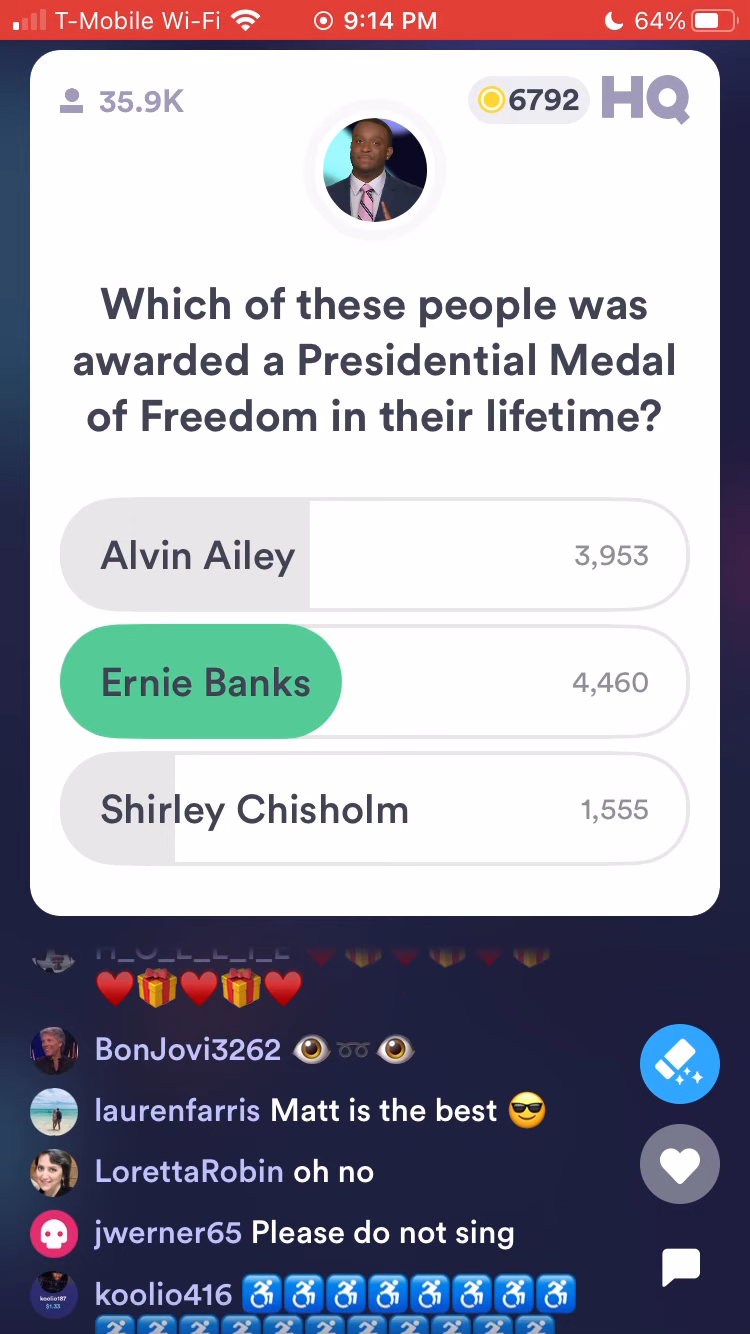 T-Mobile Wi-Fi 9:14 PM 64%
35.9K 6792 HQ
Which of these people was
awarded a Presidential Medal
of Freedom in their lifetime?
Alvin Ailey 3,953
Ernie Banks 4,460
Shirley Chisholm 1,555
H_O_L_L_I_E
BonJovi3262
laurenfarris Matt is the best
LorettaRobin oh no
jwerner65 Please do not sing
koolio416